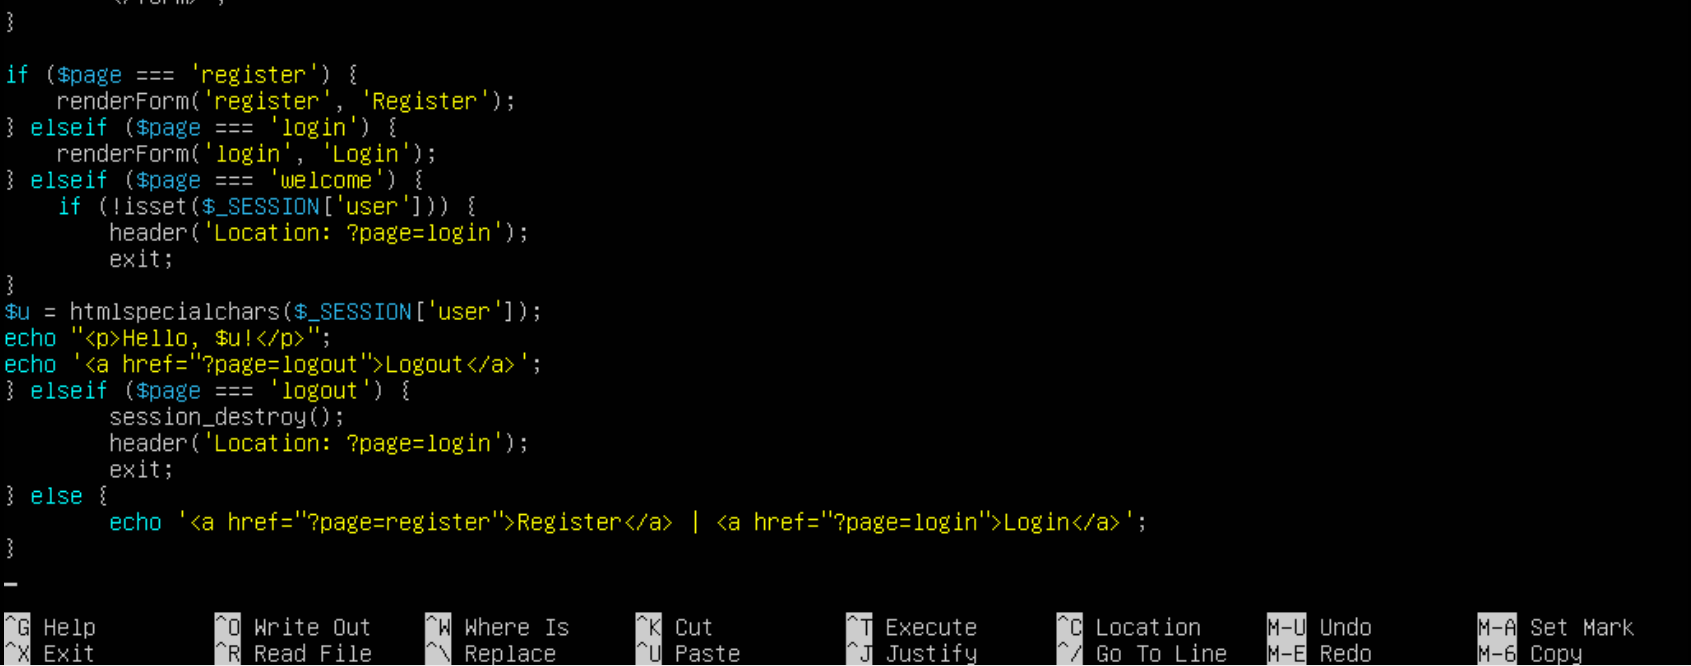 </form>';
}

if ($page === 'register') {
    renderForm('register', 'Register');
} elseif ($page === 'login') {
    renderForm('login', 'Login');
} elseif ($page === 'welcome') {
    if (!isset($_SESSION['user'])) {
        header('Location: ?page=login');
        exit;
}
$u = htmlspecialchars($_SESSION['user']);
echo "<p>Hello, $u!</p>";
echo '<a href="?page=logout">Logout</a>';
} elseif ($page === 'logout') {
        session_destroy();
        header('Location: ?page=login');
        exit;
} else {
        echo '<a href="?page=register">Register</a> | <a href="?page=login">Login</a>';
}

^G Help ^O Write Out ^W Where Is ^K Cut ^T Execute ^C Location M-U Undo M-A Set Mark
^X Exit ^R Read File ^\ Replace ^U Paste ^J Justify ^/ Go To Line M-E Redo M-6 Copy